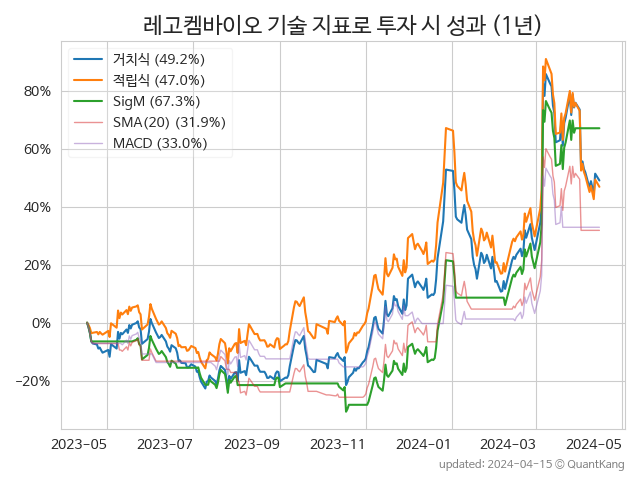 레고켐바이오 기술 지표로 투자 시 성과 (1년)
거치식 (49.2%)
적립식 (47.0%)
SigM (67.3%)
SMA(20) (31.9%)
MACD (33.0%)
80%
60%
40%
20%
0%
−20%
2023-05 2023-07 2023-09 2023-11 2024-01 2024-03 2024-05
updated: 2024-04-15 © QuantKang